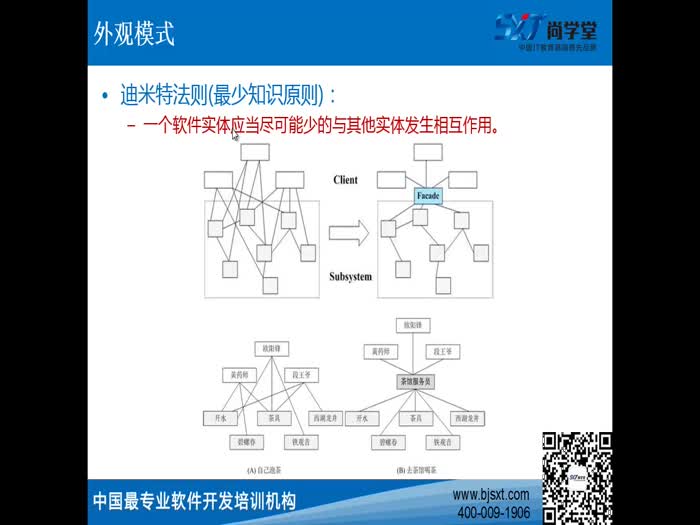 外观模式
SXT 尚学堂
中国IT教育路漫漫先品质
• 迪米特法则(最少知识原则)：
– 一个软件实体应当尽可能少的与其他实体发生相互作用。
Client
Facade
Subsystem
欧阳锋
黄药师
段王爷
开水
茶具
西湖龙井
碧螺春
铁观音
(A) 自己泡茶
欧阳锋
黄药师
段王爷
茶馆服务员
开水
茶具
西湖龙井
碧螺春
铁观音
(B) 去茶馆喝茶
中国最专业软件开发培训机构
www.bjsxt.com
400-009-1906